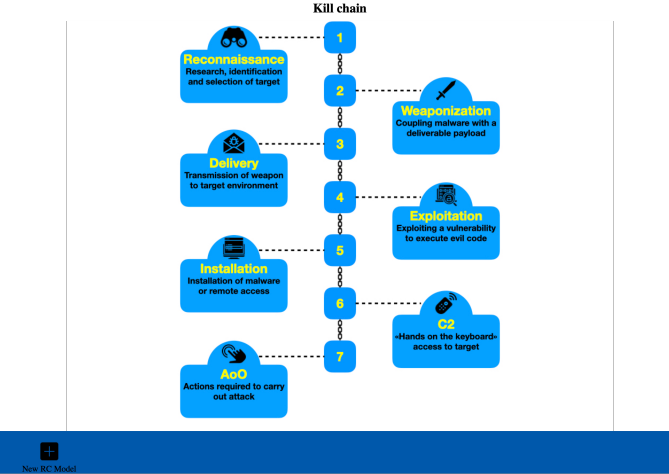 Kill chain
1
Reconnaissance
Research, identification
and selection of target
2
Weaponization
Coupling malware with a
deliverable payload
3
Delivery
Transmission of weapon
to target environment
4
Exploitation
Exploiting a vulnerability
to execute evil code
5
Installation
Installation of malware
or remote access
6
C2
«Hands on the keyboard»
access to target
7
AoO
Actions required to carry
out attack
New RC Model